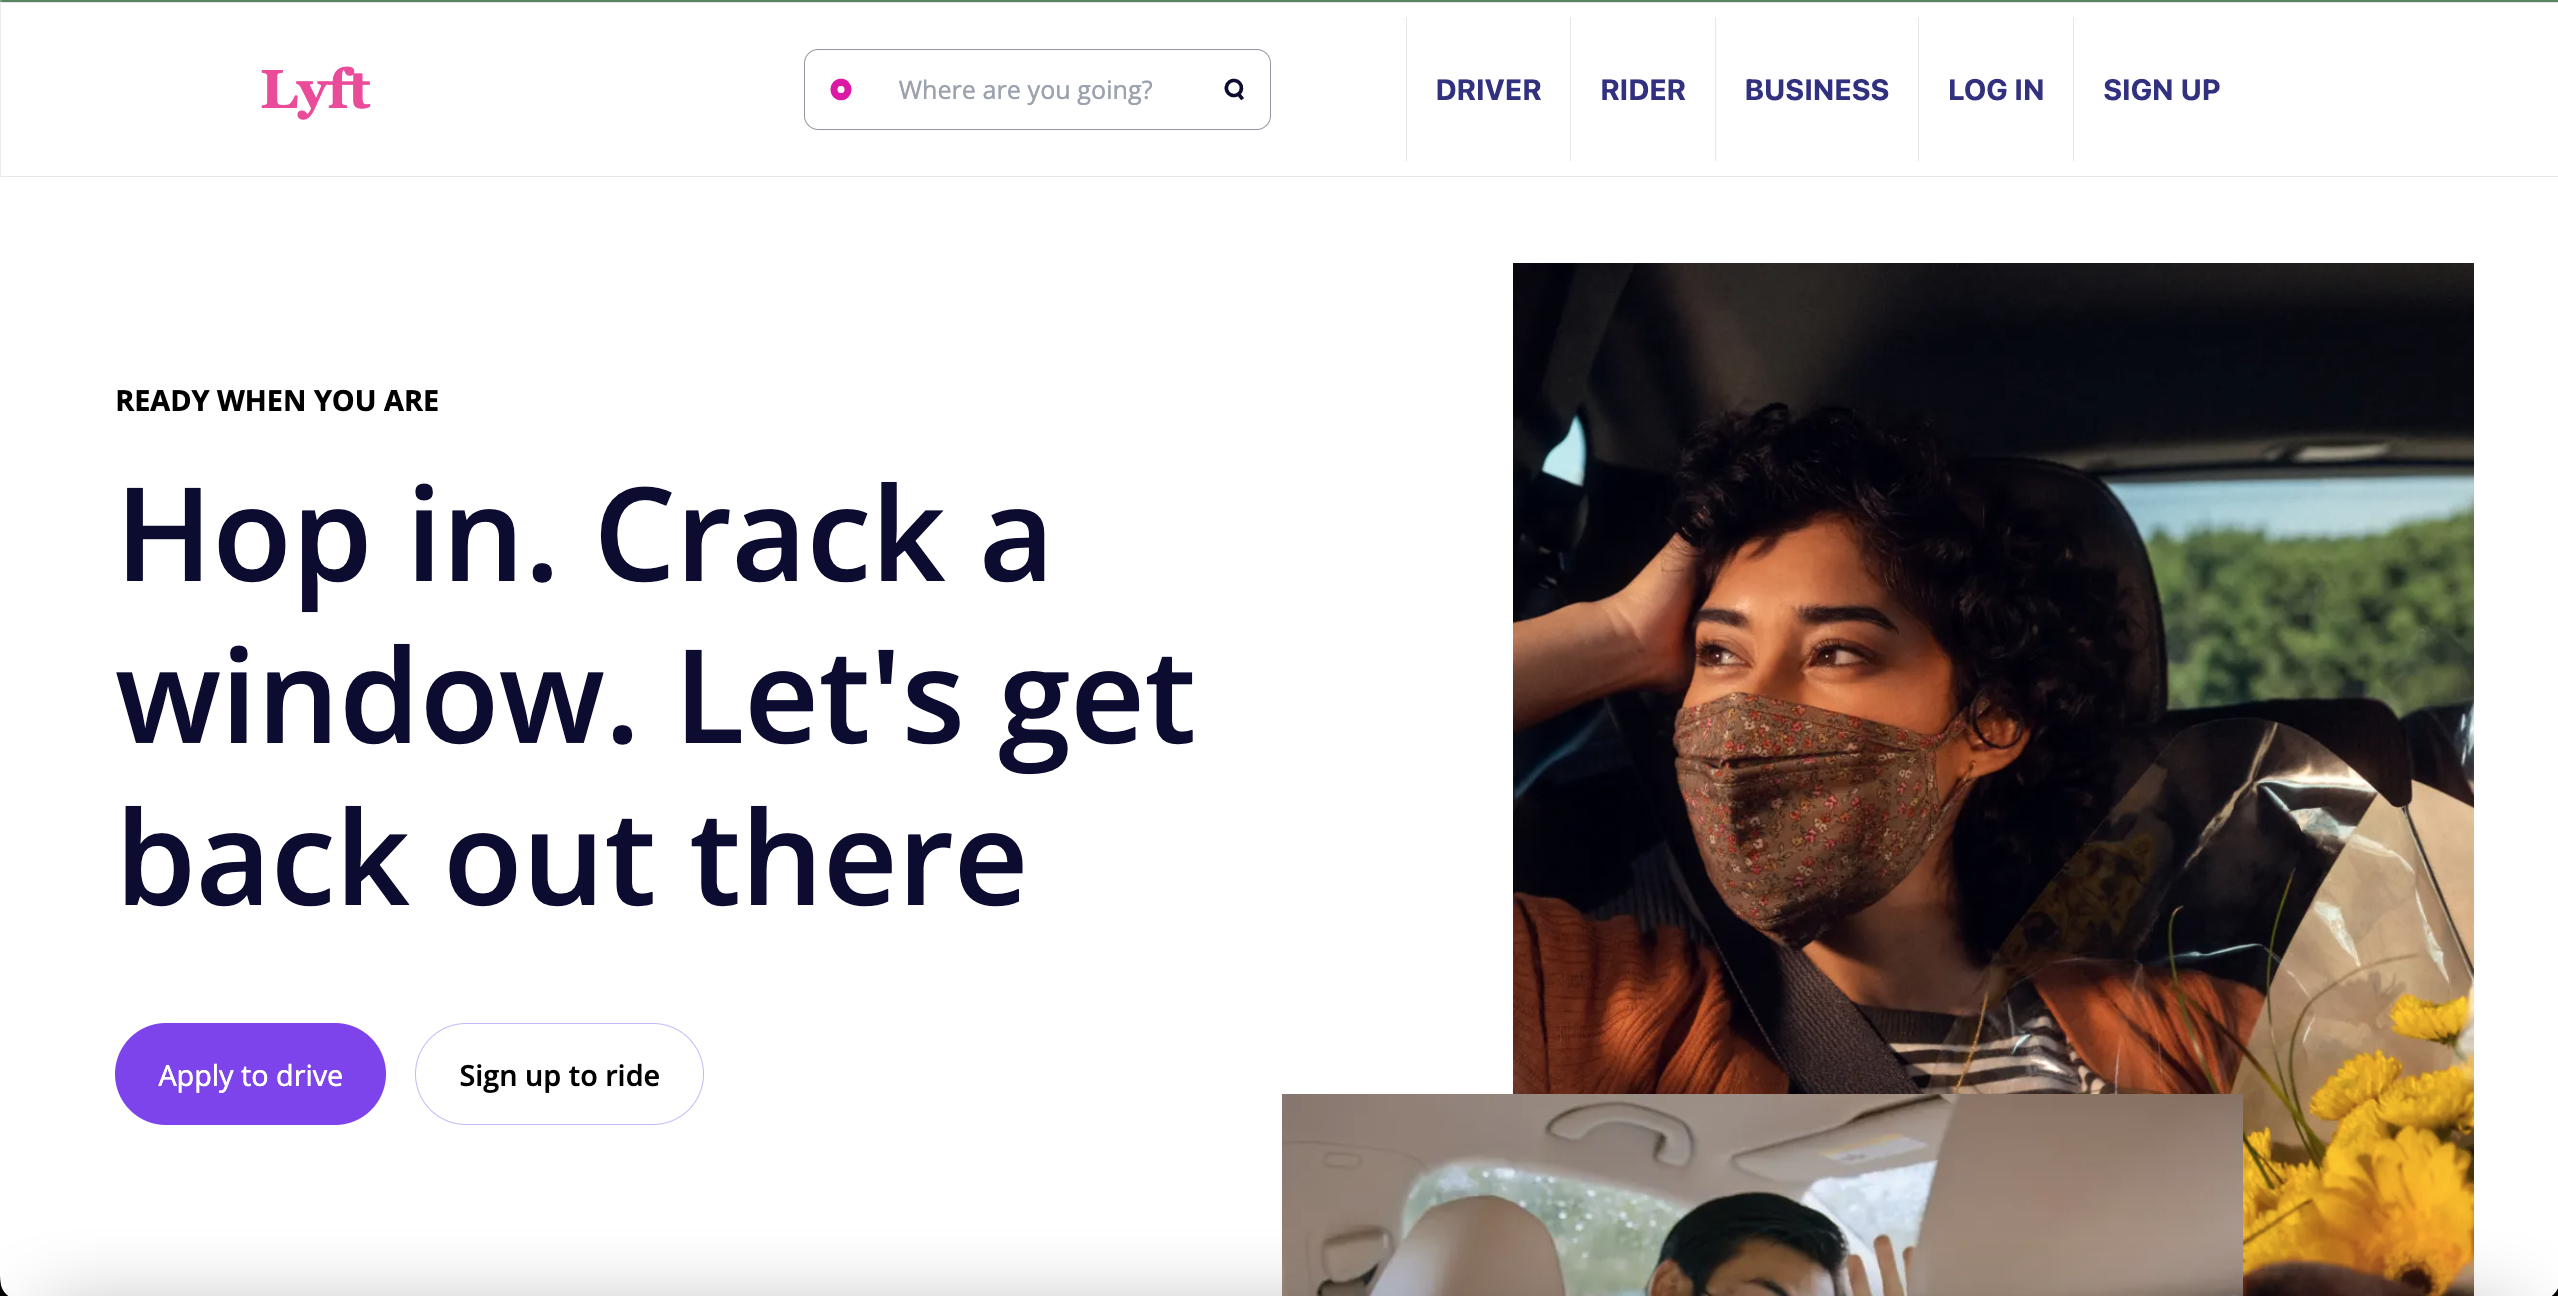 Lyft
Where are you going?
DRIVER
RIDER
BUSINESS
LOG IN
SIGN UP
READY WHEN YOU ARE
Hop in. Crack a
window. Let's get
back out there
Apply to drive
Sign up to ride